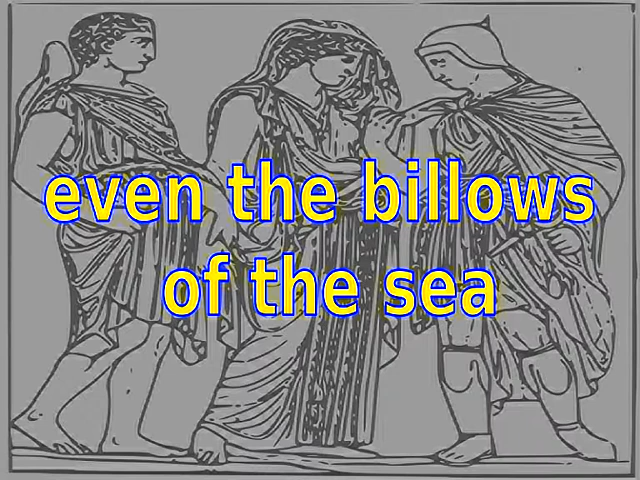 even the billows
of the sea